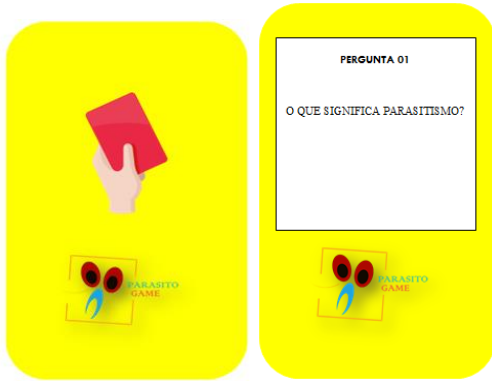 PARASITO
GAME
PERGUNTA 01
O QUE SIGNIFICA PARASITISMO?
PARASITO
GAME